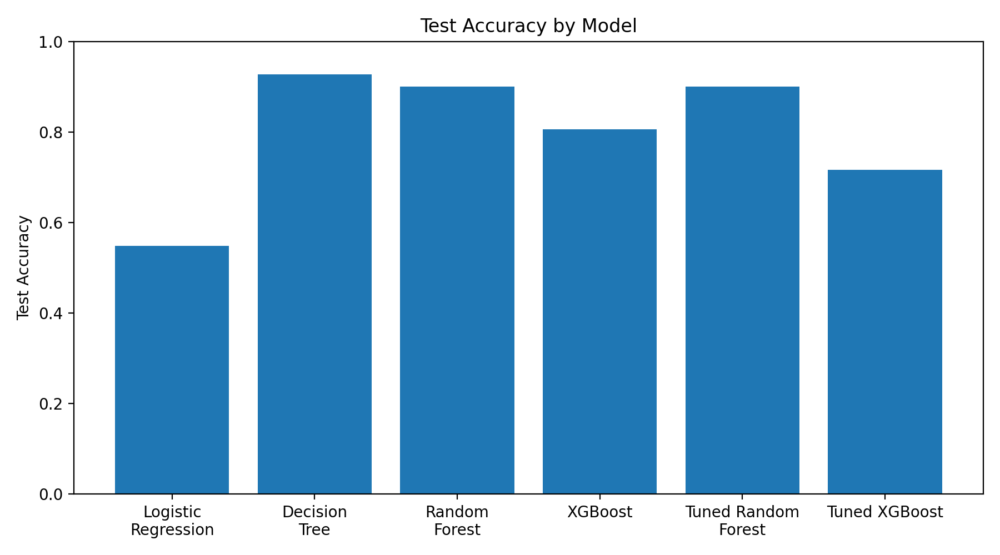 Test Accuracy by Model
Test Accuracy
1.0
0.8
0.6
0.4
0.2
0.0
Logistic
Regression
Decision
Tree
Random
Forest
XGBoost
Tuned Random
Forest
Tuned XGBoost